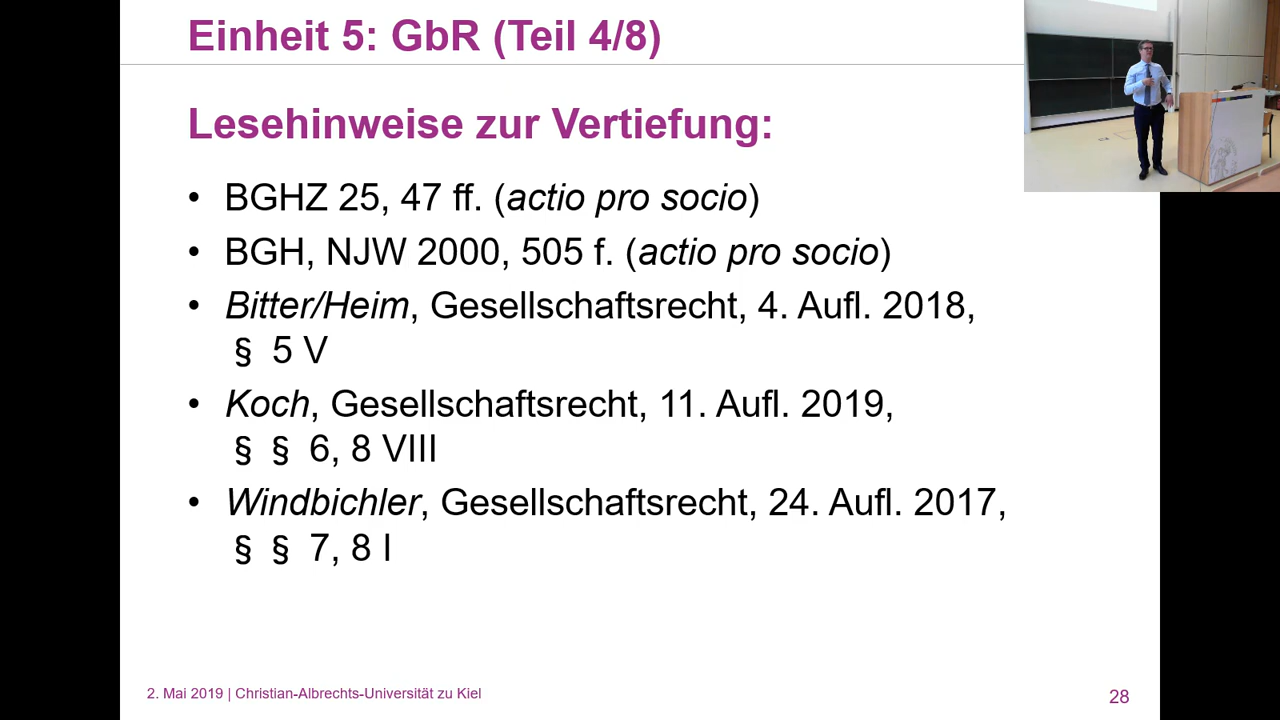 Einheit 5: GbR (Teil 4/8)
Lesehinweise zur Vertiefung:
• BGHZ 25, 47 ff. (actio pro socio)
• BGH, NJW 2000, 505 f. (actio pro socio)
• Bitter/Heim, Gesellschaftsrecht, 4. Aufl. 2018,
§ 5 V
• Koch, Gesellschaftsrecht, 11. Aufl. 2019,
§ § 6, 8 VIII
• Windbichler, Gesellschaftsrecht, 24. Aufl. 2017,
§ § 7, 8 I
2. Mai 2019 | Christian-Albrechts-Universität zu Kiel
28